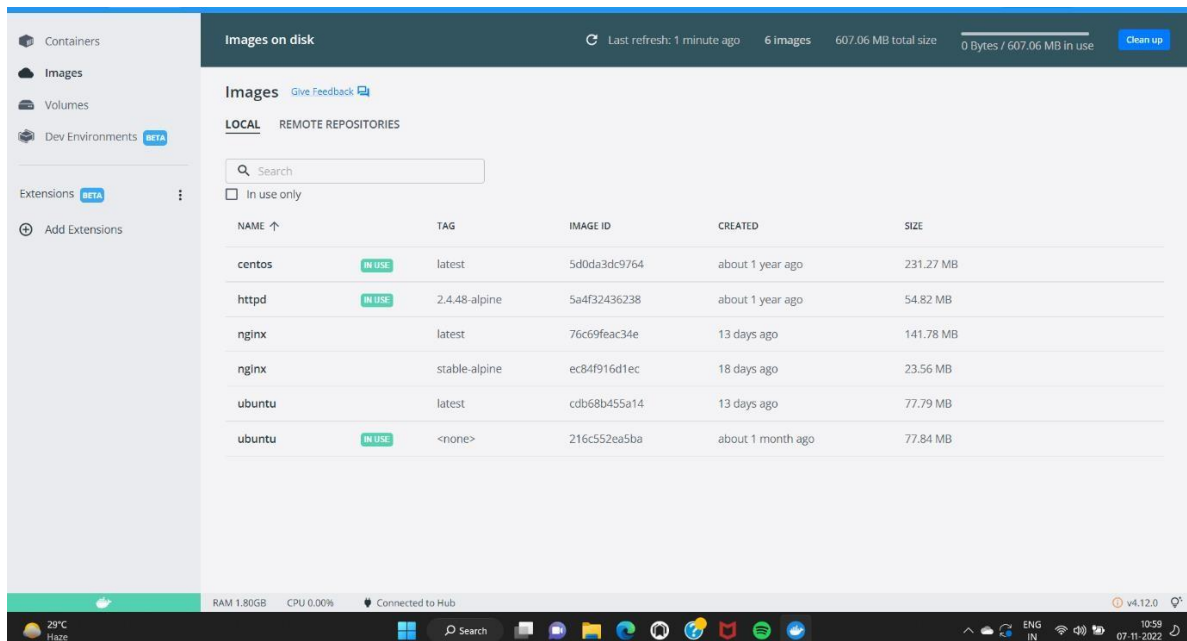 Containers
Images
Volumes
Dev Environments BETA
Extensions BETA
Add Extensions
Images on disk
Last refresh: 1 minute ago
6 images
607.06 MB total size
0 Bytes / 607.06 MB in use
Clean up
Images Give Feedback
LOCAL REMOTE REPOSITORIES
Search
In use only
NAME TAG IMAGE ID CREATED SIZE
centos IN USE latest 5d0da3dc9764 about 1 year ago 231.27 MB
httpd IN USE 2.4.48-alpine 5a4f32436238 about 1 year ago 54.82 MB
nginx latest 76c69feac34e 13 days ago 141.78 MB
nginx stable-alpine ec84f916d1ec 18 days ago 23.56 MB
ubuntu latest cdb68b455a14 13 days ago 77.79 MB
ubuntu IN USE <none> 216c552ea5ba about 1 month ago 77.84 MB
RAM 1.80GB CPU 0.00% Connected to Hub
v4.12.0
29°C
Haze
Search
ENG
IN
10:59
07-11-2022